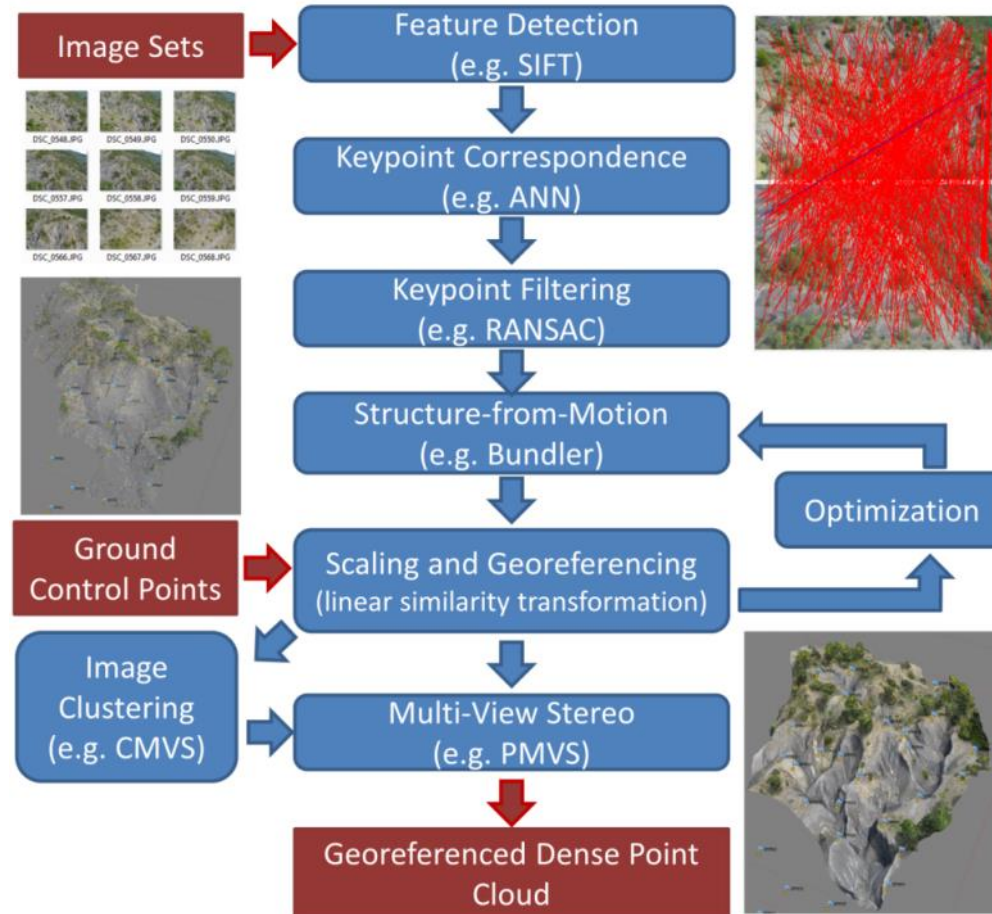 Image Sets
Feature Detection
(e.g. SIFT)
DSC_0548.JPG
DSC_0549.JPG
DSC_0550.JPG
DSC_0557.JPG
DSC_0558.JPG
DSC_0559.JPG
DSC_0566.JPG
DSC_0567.JPG
DSC_0568.JPG
Keypoint Correspondence
(e.g. ANN)
Keypoint Filtering
(e.g. RANSAC)
Structure-from-Motion
(e.g. Bundler)
Optimization
Ground
Control Points
Scaling and Georeferencing
(linear similarity transformation)
Image
Clustering
(e.g. CMVS)
Multi-View Stereo
(e.g. PMVS)
Georeferenced Dense Point
Cloud